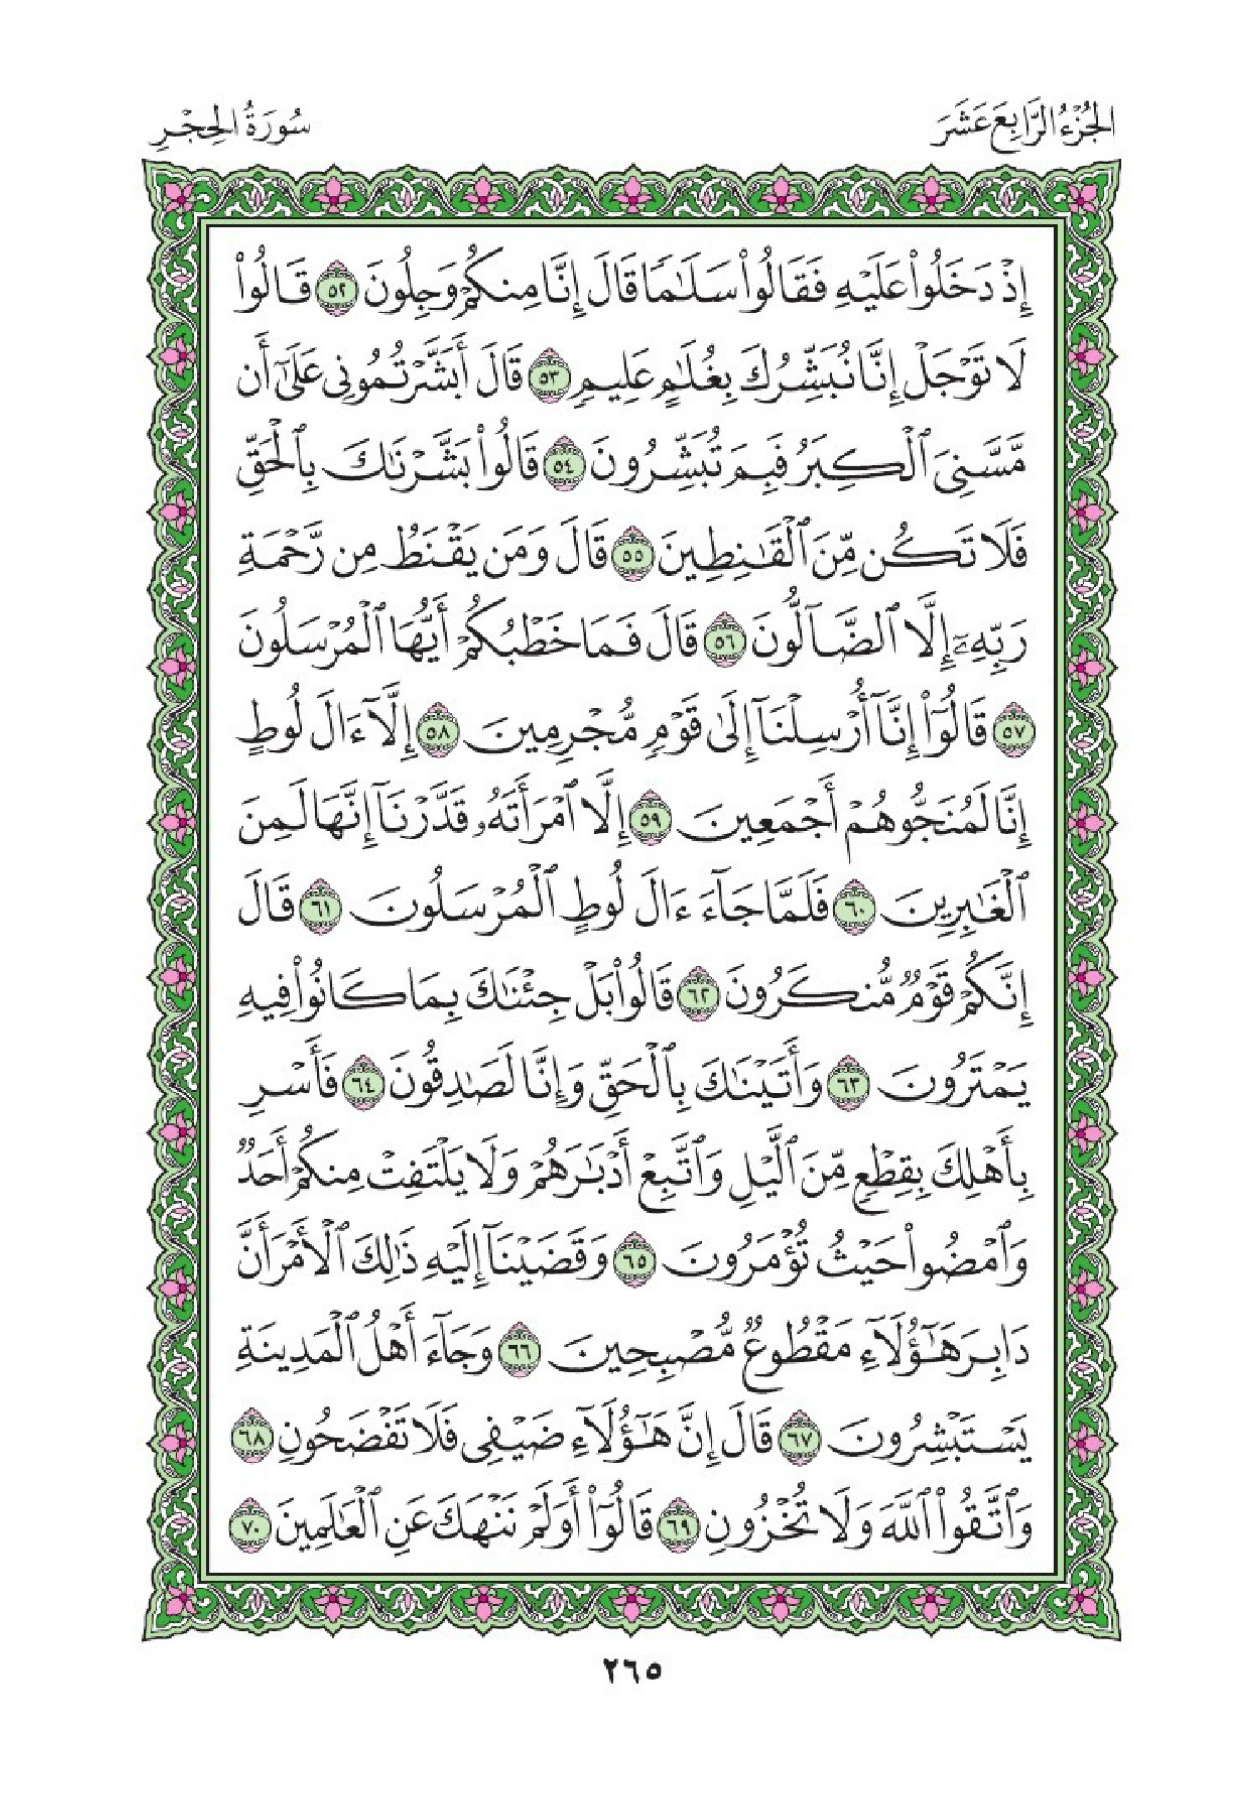 الجُزْءُ الرَّابِعَ عَشَرَ
سُورَةُ الحِجْرِ
إِذْ دَخَلُوا۟ عَلَيْهِ فَقَالُوا۟ سَلَـٰمًا قَالَ إِنَّا مِنكُمْ وَجِلُونَ ٥٢ قَالُوا۟
لَا تَوْجَلْ إِنَّا نُبَشِّرُكَ بِغُلَـٰمٍ عَلِيمٍ ٥٣ قَالَ أَبَشَّرْتُمُونِى عَلَىٰٓ أَن
مَّسَّنِىَ ٱلْكِبَرُ فَبِمَ تُبَشِّرُونَ ٥٤ قَالُوا۟ بَشَّرْنَـٰكَ بِٱلْحَقِّ
فَلَا تَكُن مِّنَ ٱلْقَـٰنِطِينَ ٥٥ قَالَ وَمَن يَقْنَطُ مِن رَّحْمَةِ
رَبِّهِۦٓ إِلَّا ٱلضَّآلُّونَ ٥٦ قَالَ فَمَا خَطْبُكُمْ أَيُّهَا ٱلْمُرْسَلُونَ
٥٧ قَالُوٓا۟ إِنَّآ أُرْسِلْنَآ إِلَىٰ قَوْمٍ مُّجْرِمِينَ ٥٨ إِلَّآ ءَالَ لُوطٍ
إِنَّا لَمُنَجُّوهُمْ أَجْمَعِينَ ٥٩ إِلَّا ٱمْرَأَتَهُۥ قَدَّرْنَآ إِنَّهَا لَمِنَ
ٱلْغَـٰبِرِينَ ٦٠ فَلَمَّا جَآءَ ءَالَ لُوطٍ ٱلْمُرْسَلُونَ ٦١ قَالَ
إِنَّكُمْ قَوْمٌ مُّنكَرُونَ ٦٢ قَالُوا۟ بَلْ جِئْنَـٰكَ بِمَا كَانُوا۟ فِيهِ
يَمْتَرُونَ ٦٣ وَأَتَيْنَـٰكَ بِٱلْحَقِّ وَإِنَّا لَصَـٰدِقُونَ ٦٤ فَأَسْرِ
بِأَهْلِكَ بِقِطْعٍ مِّنَ ٱلَّيْلِ وَٱتَّبِعْ أَدْبَـٰرَهُمْ وَلَا يَلْتَفِتْ مِنكُمْ أَحَدٌ
وَٱمْضُوا۟ حَيْثُ تُؤْمَرُونَ ٦٥ وَقَضَيْنَآ إِلَيْهِ ذَٰلِكَ ٱلْأَمْرَ أَنَّ
دَابِرَ هَـٰٓؤُلَآءِ مَقْطُوعٌ مُّصْبِحِينَ ٦٦ وَجَآءَ أَهْلُ ٱلْمَدِينَةِ
يَسْتَبْشِرُونَ ٦٧ قَالَ إِنَّ هَـٰٓؤُلَآءِ ضَيْفِى فَلَا تَفْضَحُونِ ٦٨
وَٱتَّقُوا۟ ٱللَّهَ وَلَا تُخْزُونِ ٦٩ قَالُوٓا۟ أَوَلَمْ نَنْهَكَ عَنِ ٱلْعَـٰلَمِينَ ٧٠
٢٦٥